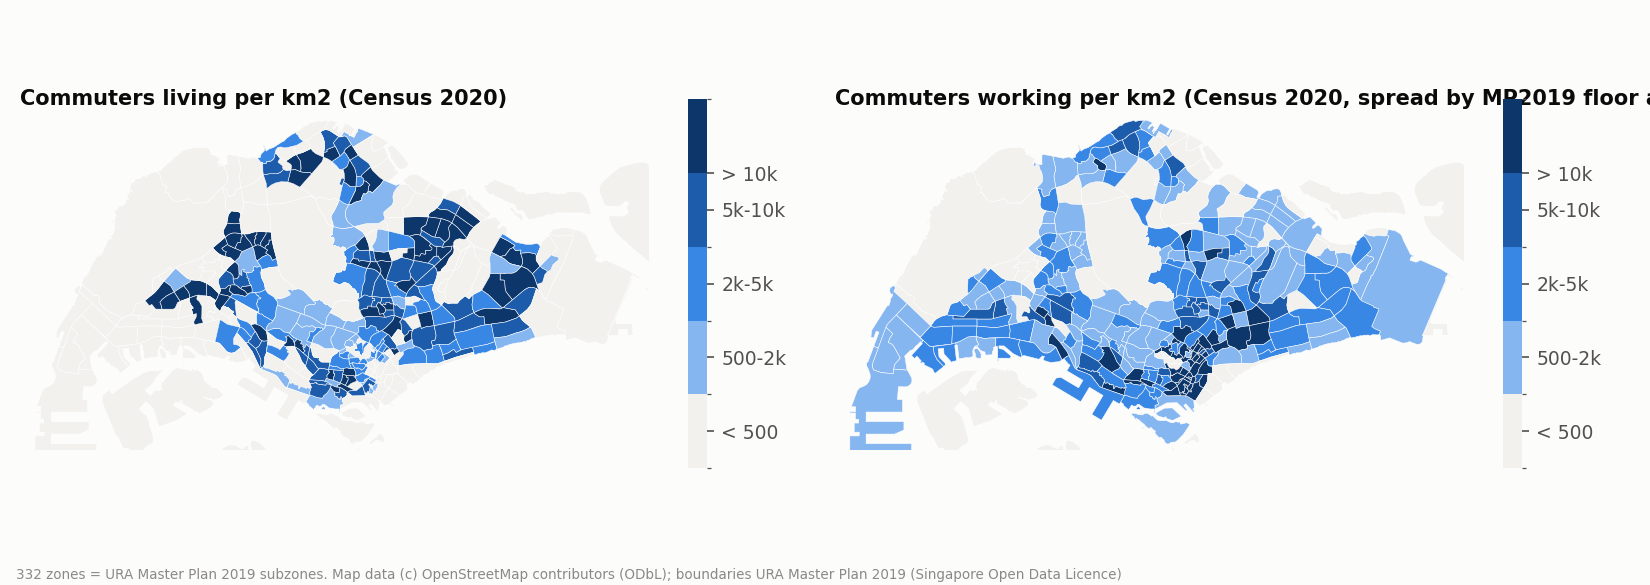 Commuters living per km2 (Census 2020)
> 10k
5k-10k
2k-5k
500-2k
< 500
Commuters working per km2 (Census 2020, spread by MP2019 floor a
> 10k
5k-10k
2k-5k
500-2k
< 500
332 zones = URA Master Plan 2019 subzones. Map data (c) OpenStreetMap contributors (ODbL); boundaries URA Master Plan 2019 (Singapore Open Data Licence)